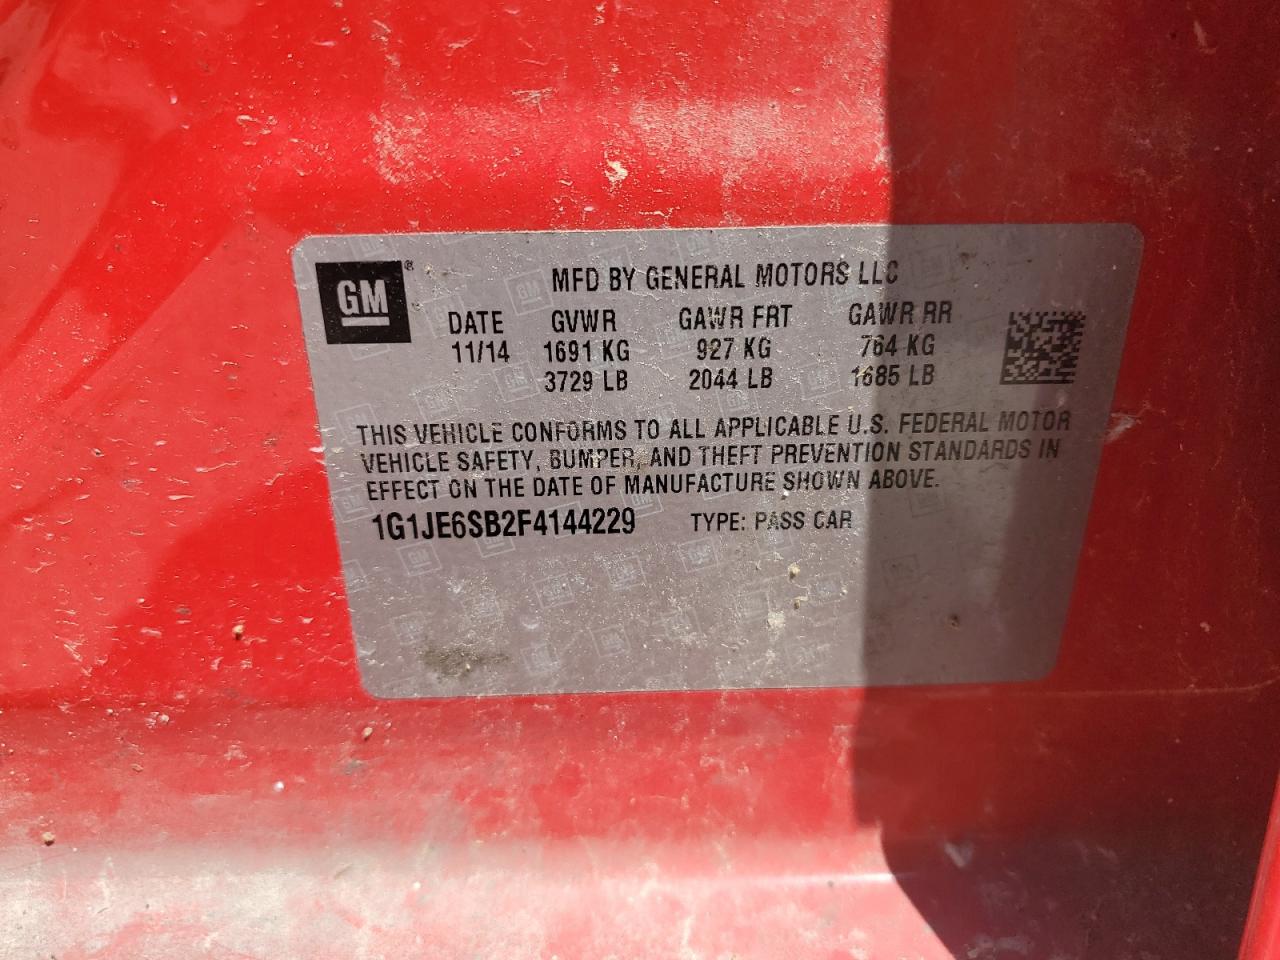 GM®
MFD BY GENERAL MOTORS LLC
DATE GVWR GAWR FRT GAWR RR
11/14 1691 KG 927 KG 764 KG
3729 LB 2044 LB 1685 LB
THIS VEHICLE CONFORMS TO ALL APPLICABLE U.S. FEDERAL MOTOR
VEHICLE SAFETY, BUMPER, AND THEFT PREVENTION STANDARDS IN
EFFECT ON THE DATE OF MANUFACTURE SHOWN ABOVE.
1G1JE6SB2F4144229 TYPE: PASS CAR